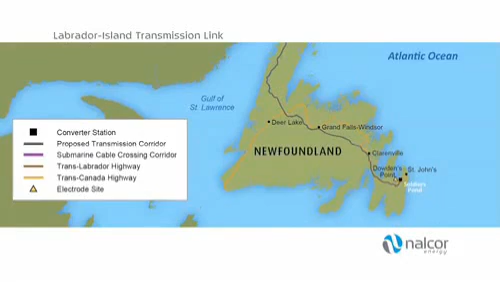 Labrador-Island Transmission Link
Atlantic Ocean
Gulf of
St. Lawrence
Deer Lake
Grand Falls-Windsor
NEWFOUNDLAND
Clarenville
Dowden's
Point
St. John's
Soldiers
Pond
Converter Station
Proposed Transmission Corridor
Submarine Cable Crossing Corridor
Trans-Labrador Highway
Trans-Canada Highway
Electrode Site
nalcor
energy